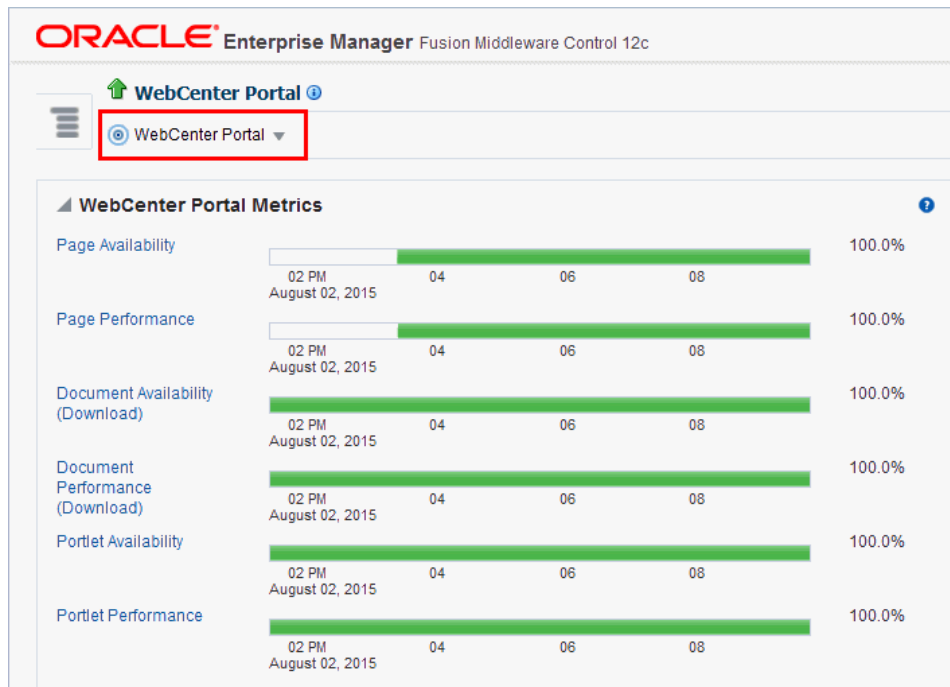 ORACLE Enterprise Manager Fusion Middleware Control 12c
WebCenter Portal
WebCenter Portal
WebCenter Portal Metrics
Page Availability 100.0%
02 PM 04 06 08
August 02, 2015
Page Performance 100.0%
02 PM 04 06 08
August 02, 2015
Document Availability 100.0%
(Download)
02 PM 04 06 08
August 02, 2015
Document 100.0%
Performance
(Download)
02 PM 04 06 08
August 02, 2015
Portlet Availability 100.0%
02 PM 04 06 08
August 02, 2015
Portlet Performance 100.0%
02 PM 04 06 08
August 02, 2015